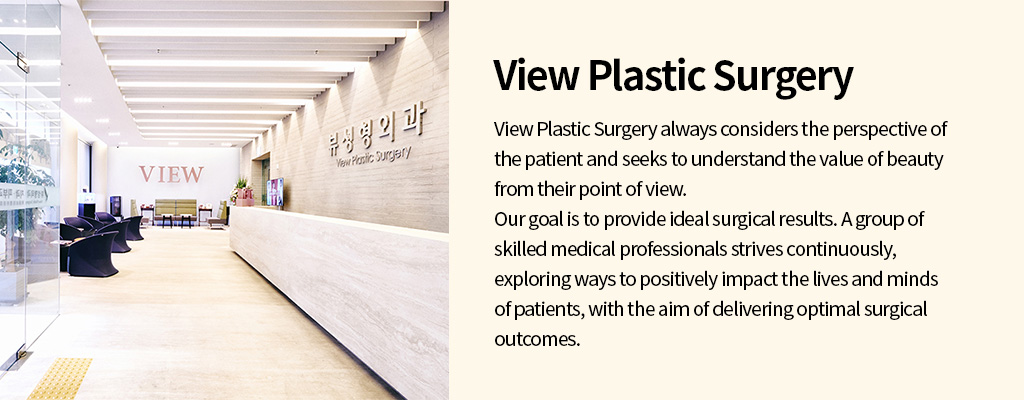 VIEW
뷰성형외과
View Plastic Surgery
View Plastic Surgery
View Plastic Surgery always considers the perspective of
the patient and seeks to understand the value of beauty
from their point of view.
Our goal is to provide ideal surgical results. A group of
skilled medical professionals strives continuously,
exploring ways to positively impact the lives and minds
of patients, with the aim of delivering optimal surgical
outcomes.